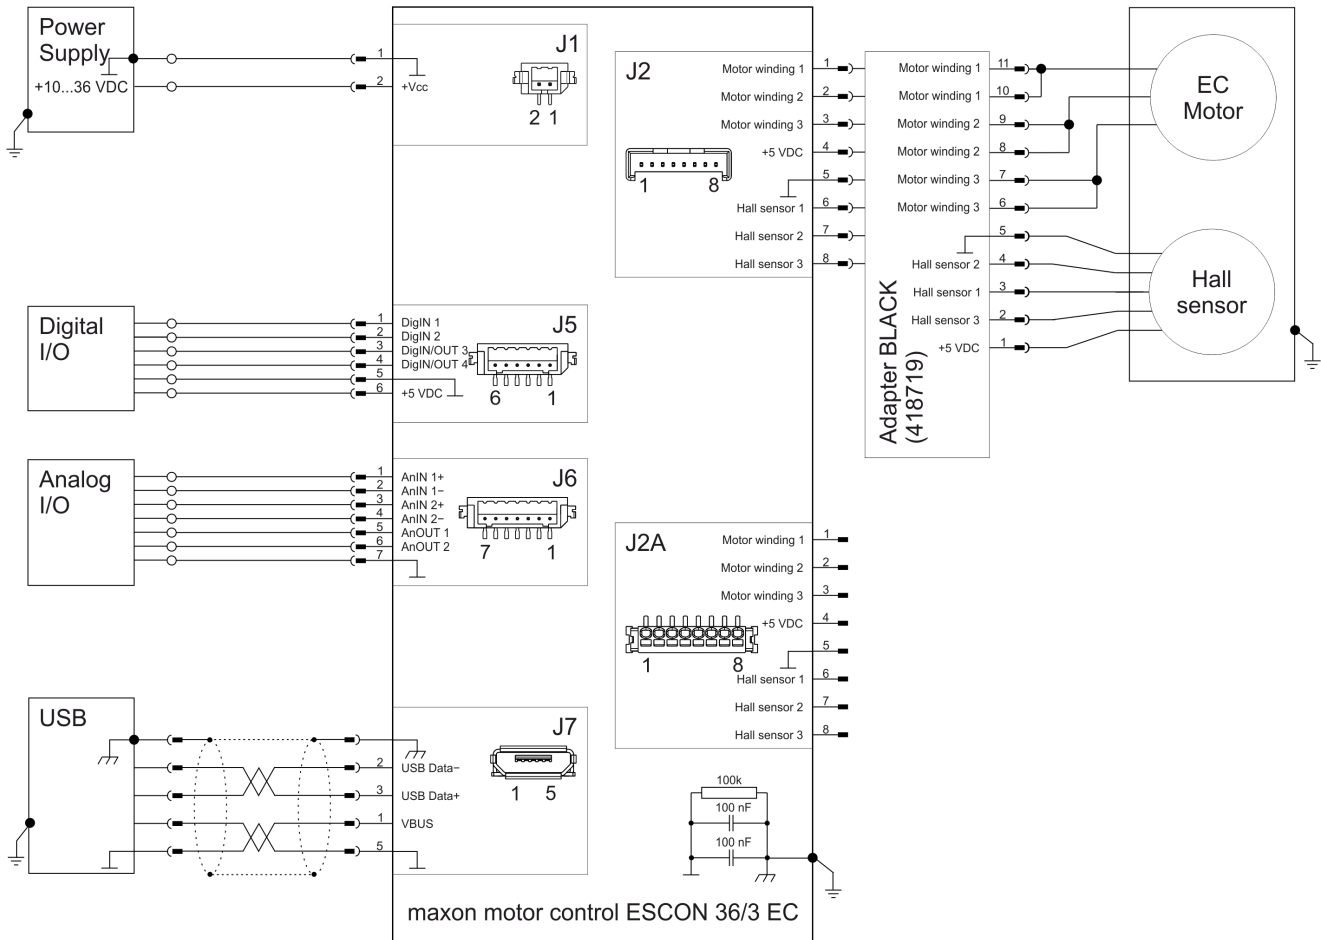 Power
Supply
+10...36 VDC
1
2
+Vcc
J1
2 1
Digital
I/O
1
2
3
4
5
6
DigIN 1
DigIN 2
DigIN/OUT 3
DigIN/OUT 4
+5 VDC
J5
6 1
Analog
I/O
1
2
3
4
5
6
7
AnIN 1+
AnIN 1−
AnIN 2+
AnIN 2−
AnOUT 1
AnOUT 2
J6
7 1
USB
2
3
1
5
USB Data−
USB Data+
VBUS
J7
1 5
J2
1 8
Motor winding 1 1
Motor winding 2 2
Motor winding 3 3
+5 VDC 4
5
Hall sensor 1 6
Hall sensor 2 7
Hall sensor 3 8
Adapter BLACK
(418719)
Motor winding 1 11
Motor winding 1 10
Motor winding 2 9
Motor winding 2 8
Motor winding 3 7
Motor winding 3 6
5
Hall sensor 2 4
Hall sensor 1 3
Hall sensor 3 2
+5 VDC 1
EC
Motor
Hall
sensor
J2A
1 8
Motor winding 1 1
Motor winding 2 2
Motor winding 3 3
+5 VDC 4
5
Hall sensor 1 6
Hall sensor 2 7
Hall sensor 3 8
100k
100 nF
100 nF
maxon motor control ESCON 36/3 EC